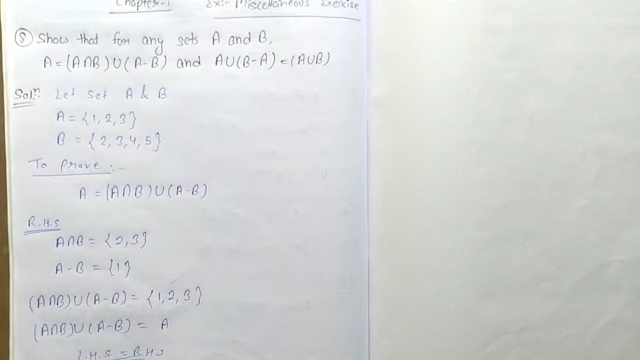 Chapter-1 Ex:- Miscellaneous Exercise
⑧ Show that for any sets A and B,
A = (A∩B)∪(A-B) and A∪(B-A) = (A∪B)
Solⁿ: Let set A & B
A = {1,2,3}
B = {2,3,4,5}
To Prove:-
A = (A∩B)∪(A-B)
R.H.S
A∩B = {2,3}
A-B = {1}
(A∩B)∪(A-B) = {1,2,3}
(A∩B)∪(A-B) = A
L.H.S = R.H.S